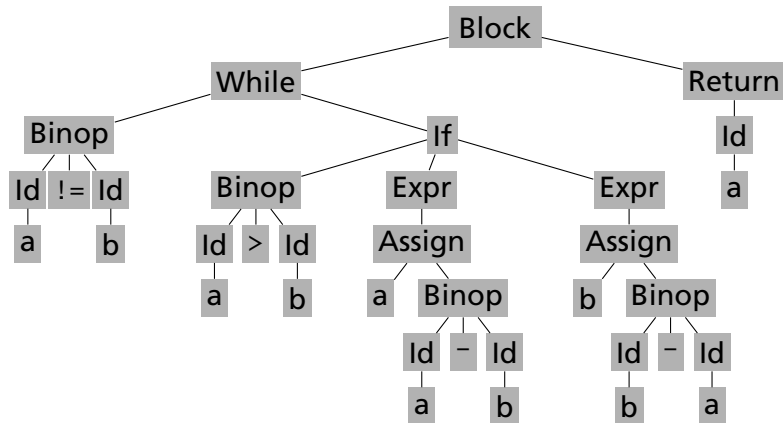 Block
While Return
Binop If Id
Id != Id Binop Expr Expr a
a b Id > Id Assign Assign
a b a Binop b Binop
Id - Id Id - Id
a b b a